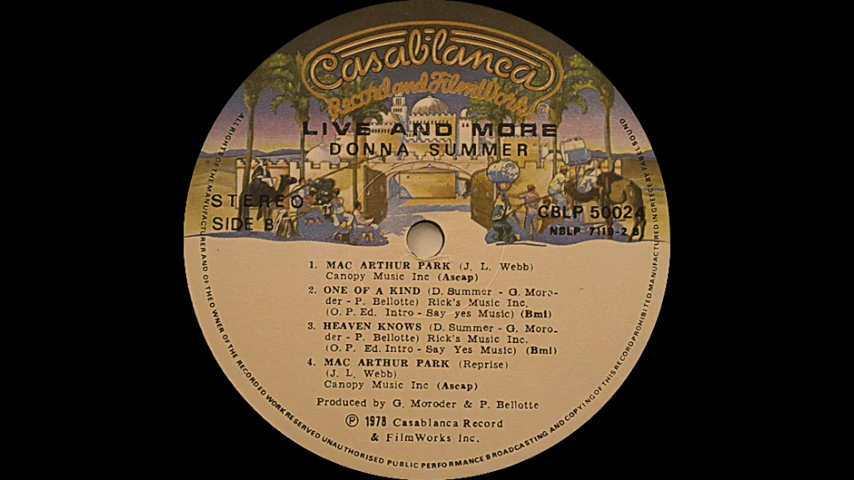 Casablanca
Record and FilmWorks
LIVE AND MORE
DONNA SUMMER
STEREO
SIDE B
CBLP 50024
NBLP 7119-2 B
1. MAC ARTHUR PARK (J. L. Webb)
Canopy Music Inc (Ascap)
2. ONE OF A KIND (D. Summer - G. Moro-
der - P. Bellotte) Rick's Music Inc.
(O. P. Ed. Intro - Say yes Music) (Bmi)
3. HEAVEN KNOWS (D. Summer - G. Moro-
der - P. Bellotte) Rick's Music Inc.
(O. P. Ed. Intro - Say Yes Music) (Bmi)
4. MAC ARTHUR PARK (Reprise)
(J. L. Webb)
Canopy Music Inc (Ascap)
Produced by G. Moroder & P. Bellotte
℗ 1978 Casablanca Record
& FilmWorks Inc.
ALL RIGHT OF THE MANUFACTURER AND OF THE OWNER OF THE RECORDED WORK RESERVED UNAUTHORISED PUBLIC PERFORMANCE BROADCASTING AND COPYING OF THIS RECORD PROHIBITED MANUFACTURED IN GREECE BY